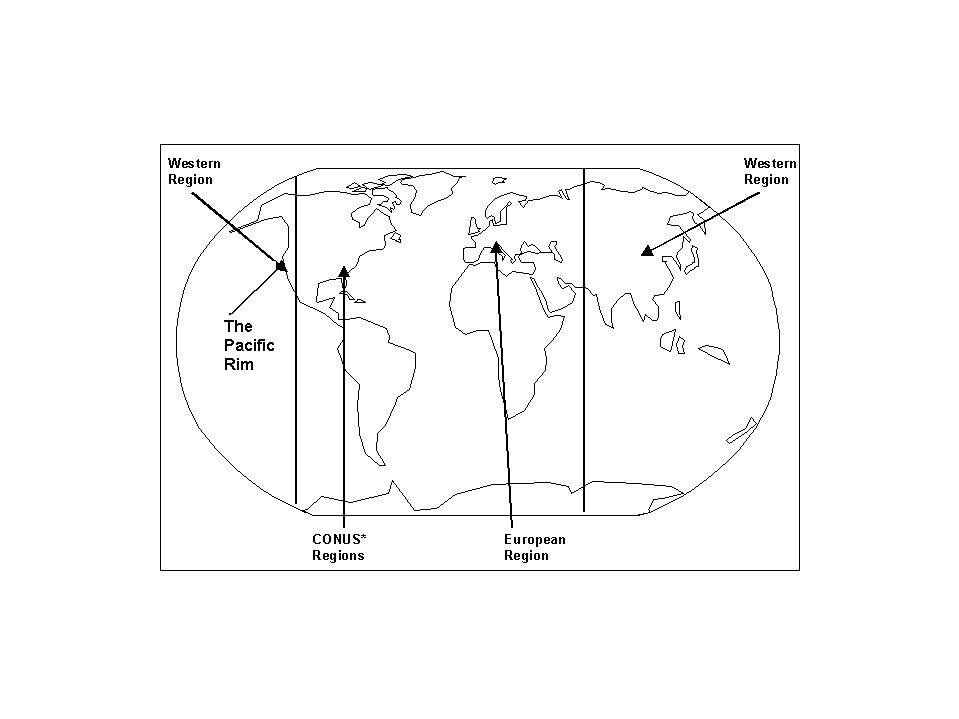 Western
Region
Western
Region
The
Pacific
Rim
CONUS*
Regions
European
Region